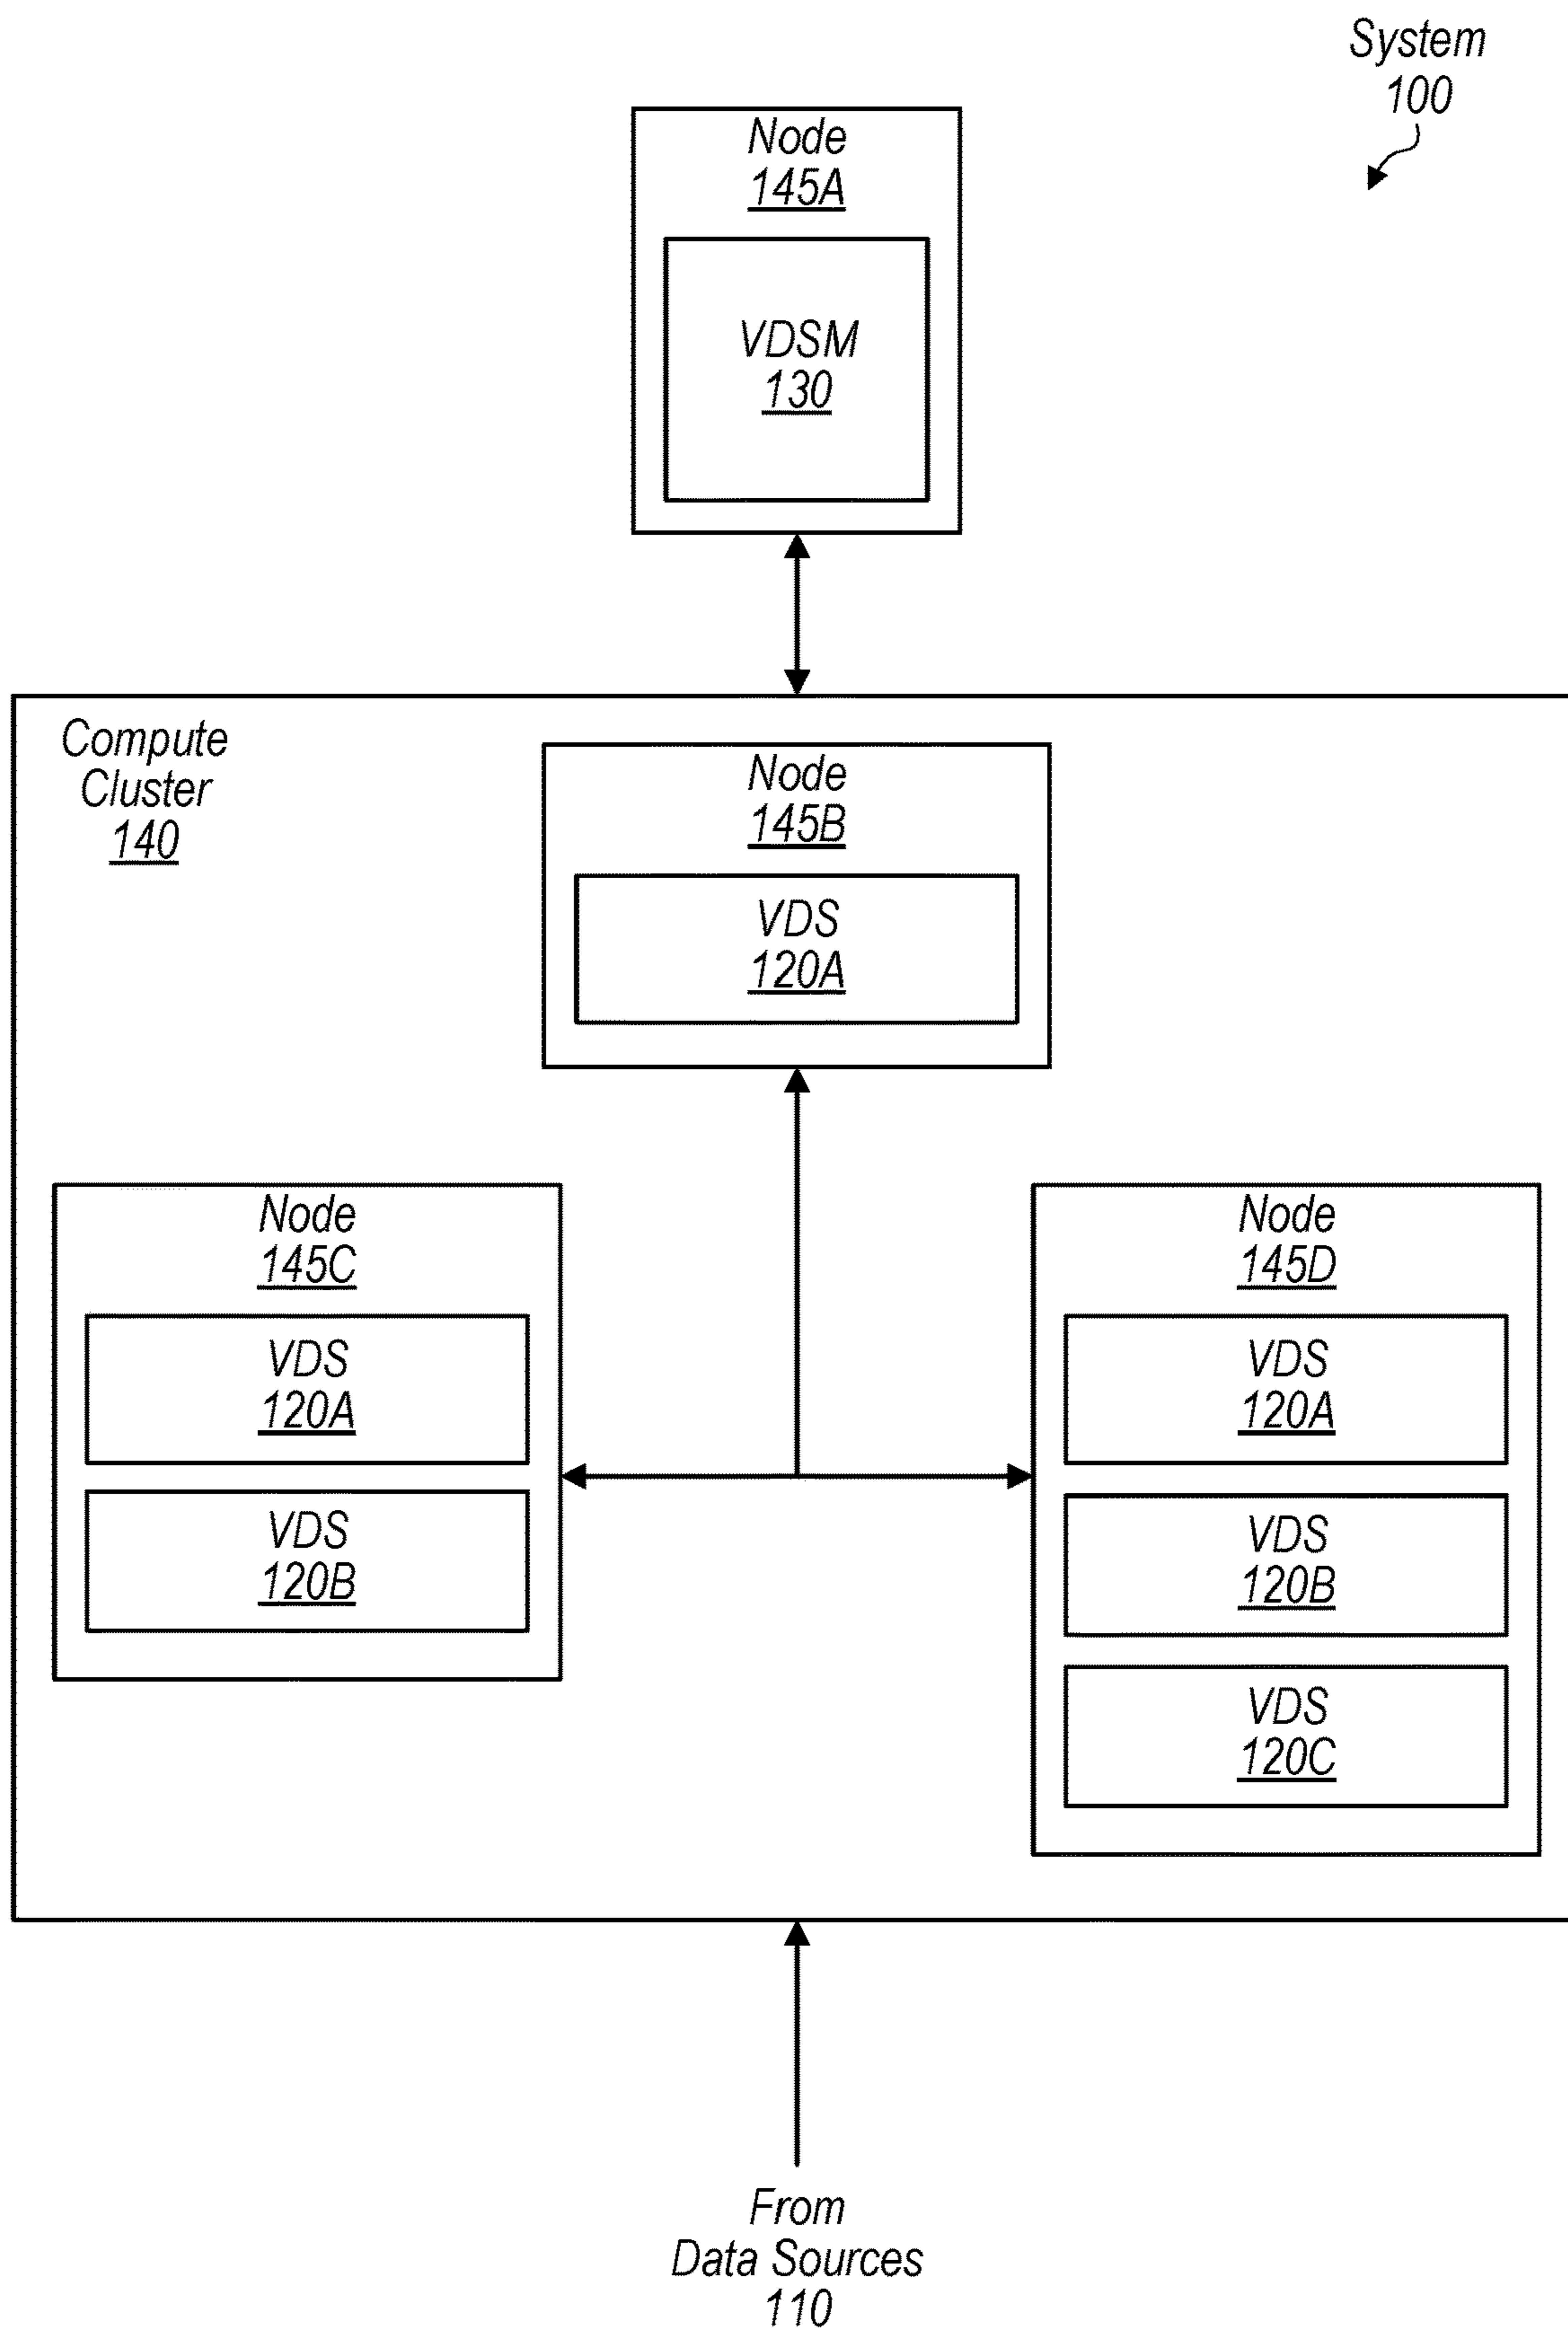 System
100
Node
145A
VDSM
130
Compute
Cluster
140
Node
145B
VDS
120A
Node
145C
VDS
120A
VDS
120B
Node
145D
VDS
120A
VDS
120B
VDS
120C
From
Data Sources
110